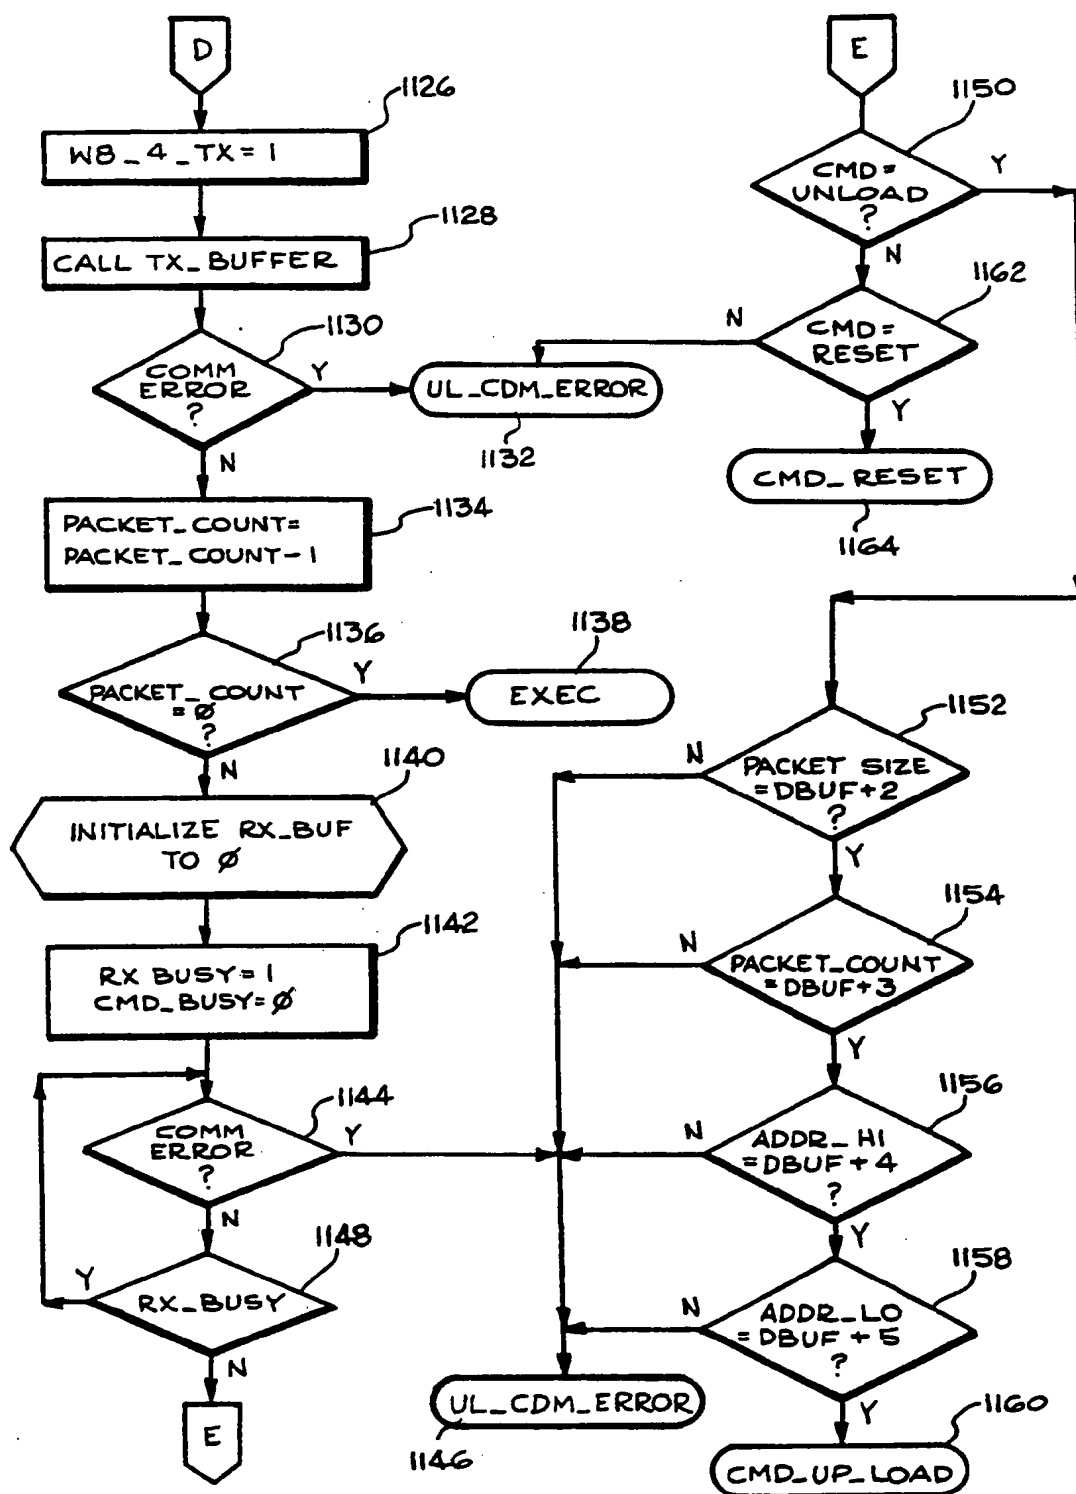 D
1126
W8_4_TX=1
1128
CALL TX_BUFFER
1130
COMM
ERROR
?
Y
N
UL_CDM_ERROR
1132
1134
PACKET_COUNT=
PACKET_COUNT-1
1136
PACKET_COUNT
=Ø
?
Y
N
1138
EXEC
1140
INITIALIZE RX_BUF
TO Ø
1142
RX BUSY=1
CMD_BUSY=Ø
1144
COMM
ERROR
?
Y
N
1148
RX_BUSY
Y
N
E
E
1150
CMD=
UNLOAD
?
Y
N
1162
CMD=
RESET
N
Y
CMD_RESET
1164
1152
PACKET SIZE
=DBUF+2
?
N
Y
1154
PACKET_COUNT
=DBUF+3
N
Y
1156
ADDR_HI
=DBUF+4
?
N
Y
1158
ADDR_LO
=DBUF+5
?
N
Y
UL_CDM_ERROR
1146
1160
CMD_UP_LOAD